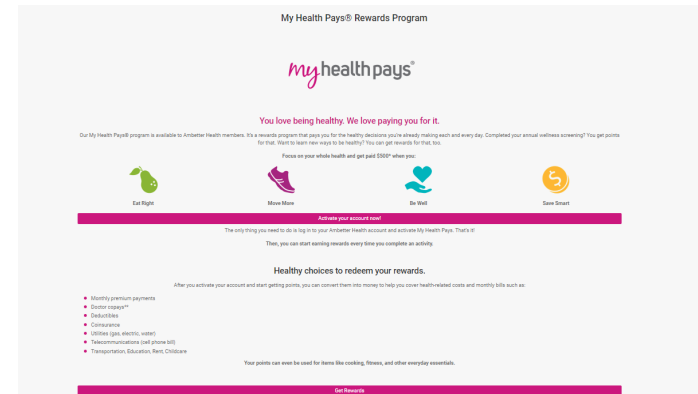 My Health Pays® Rewards Program
my healthpays®
You love being healthy. We love paying you for it.
Our My Health Pays® program is available to Ambetter Health members. It's a rewards program that pays you for the healthy decisions you're already making each and every day. Completed your annual wellness screening? You get points
for that. Want to learn new ways to be healthy? You can get rewards for that, too.
Focus on your whole health and get paid $500* when you:
Eat Right
Move More
Be Well
Save Smart
Activate your account now!
The only thing you need to do is log in to your Ambetter Health account and activate My Health Pays. That's it!
Then, you can start earning rewards every time you complete an activity.
Healthy choices to redeem your rewards.
After you activate your account and start getting points, you can convert them into money to help you cover health-related costs and monthly bills such as:
Monthly premium payments
Doctor copays**
Deductibles
Coinsurance
Utilities (gas, electric, water)
Telecommunications (cell phone bill)
Transportation, Education, Rent, Childcare
Your points can even be used for items like cooking, fitness, and other everyday essentials.
Get Rewards